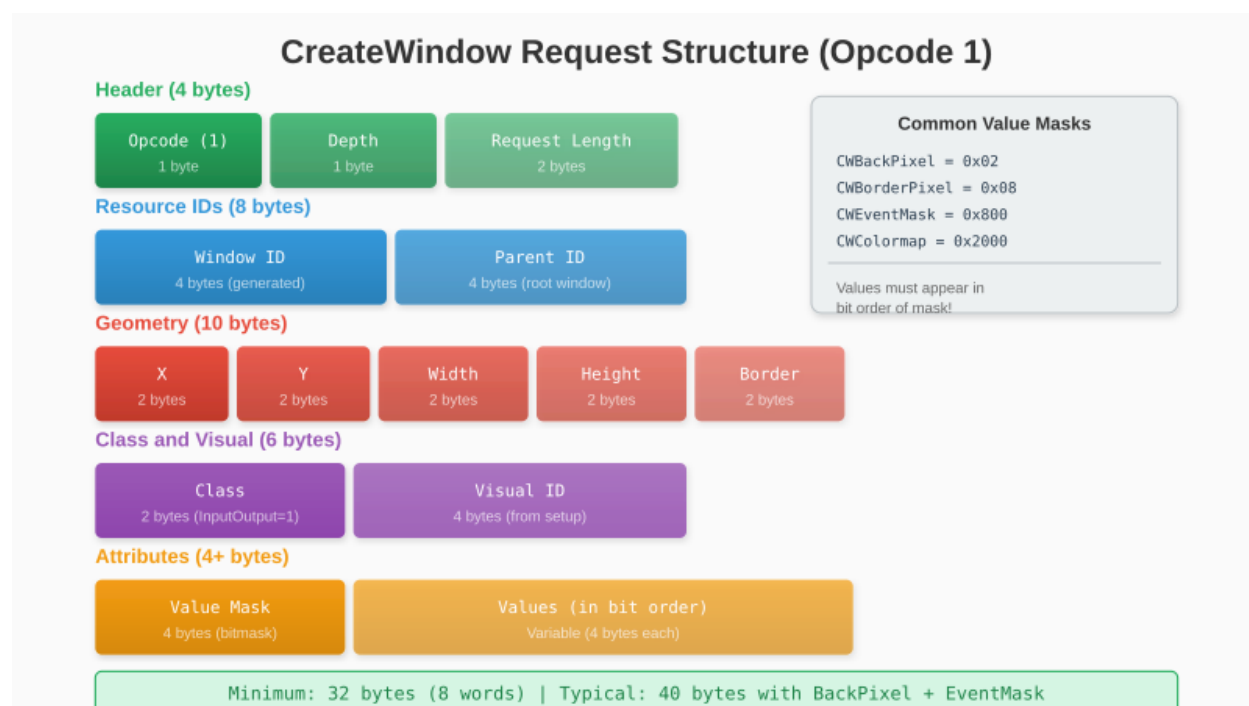 CreateWindow Request Structure (Opcode 1)
Header (4 bytes)
Opcode (1)
1 byte
Depth
1 byte
Request Length
2 bytes
Common Value Masks
CWBackPixel = 0x02
CWBorderPixel = 0x08
CWEventMask = 0x800
CWColormap = 0x2000
Values must appear in
bit order of mask!
Resource IDs (8 bytes)
Window ID
4 bytes (generated)
Parent ID
4 bytes (root window)
Geometry (10 bytes)
X
2 bytes
Y
2 bytes
Width
2 bytes
Height
2 bytes
Border
2 bytes
Class and Visual (6 bytes)
Class
2 bytes (InputOutput=1)
Visual ID
4 bytes (from setup)
Attributes (4+ bytes)
Value Mask
4 bytes (bitmask)
Values (in bit order)
Variable (4 bytes each)
Minimum: 32 bytes (8 words) | Typical: 40 bytes with BackPixel + EventMask